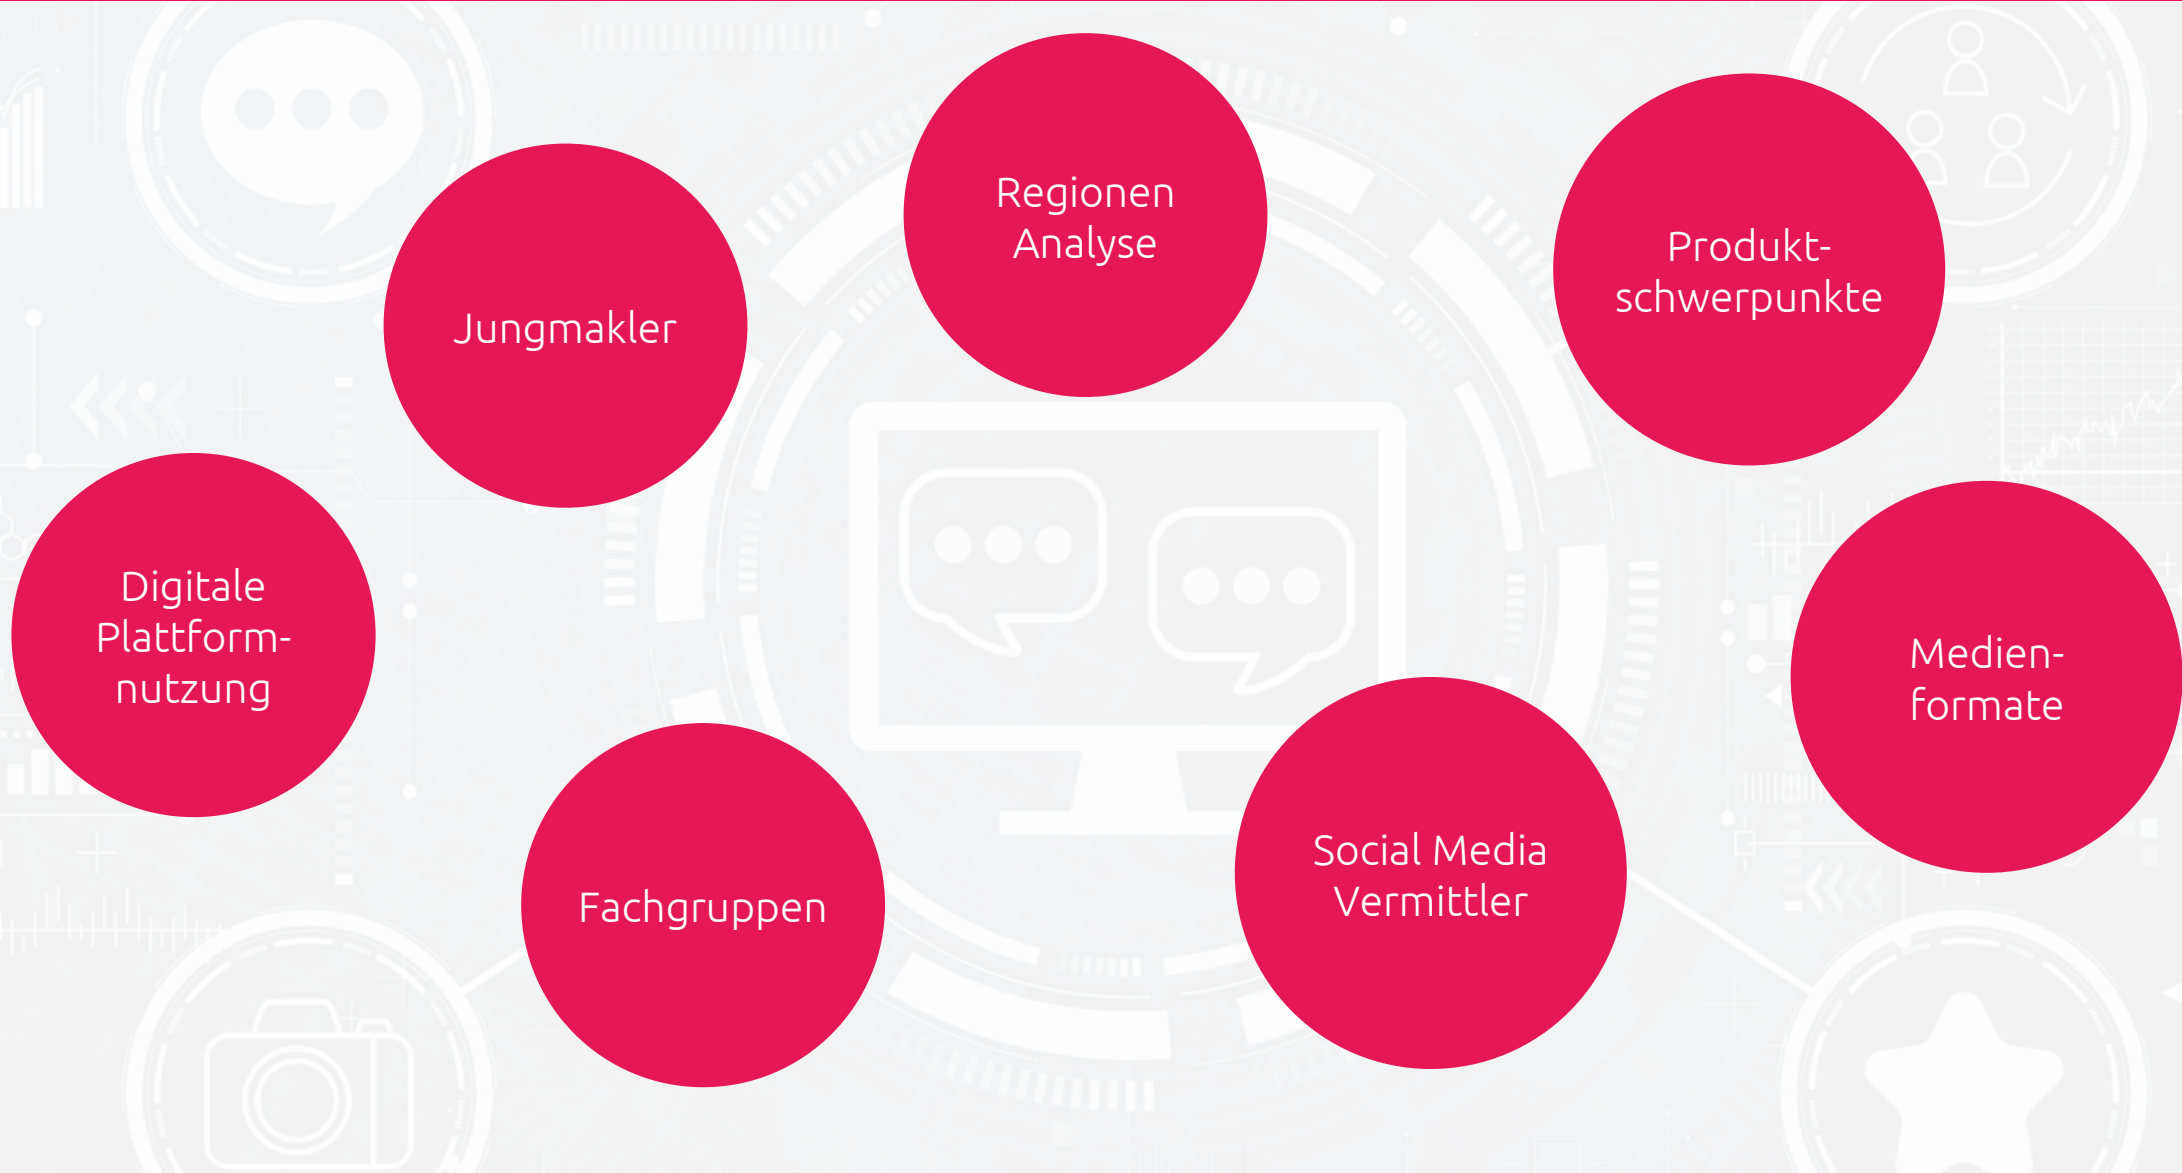 Regionen
Analyse
Produkt-
schwerpunkte
Jungmakler
Digitale
Plattform-
nutzung
Medien-
formate
Social Media
Vermittler
Fachgruppen